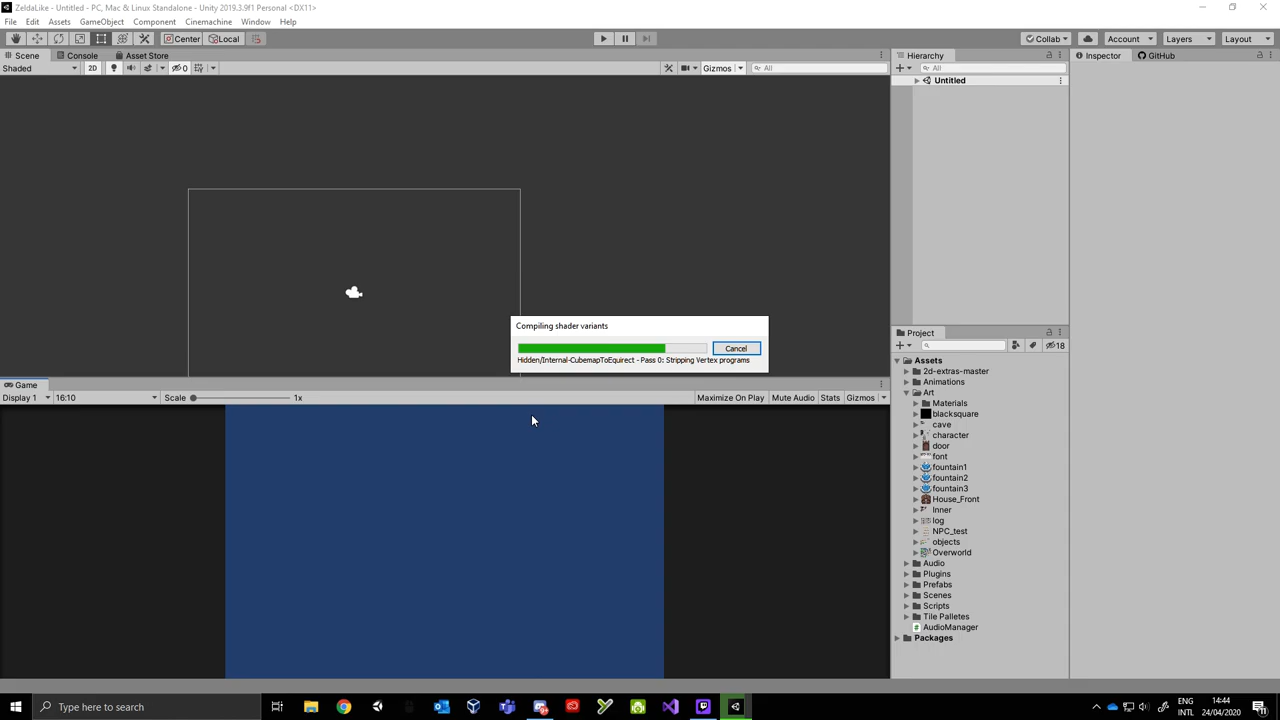 ZeldaLike - Untitled - PC, Mac & Linux Standalone - Unity 2019.3.9f1 Personal <DX11>
File Edit Assets GameObject Component Cinemachine Window Help
Center Local Collab Account Layers Layout
Scene Console Asset Store
Shaded 2D 0 Gizmos All
Hierarchy
All
Untitled
Inspector GitHub
Compiling shader variants
Cancel
Hidden/Internal-CubemapToEquirect - Pass 0: Stripping Vertex programs
Game
Display 1 16:10 Scale 1x Maximize On Play Mute Audio Stats Gizmos
Project
18
Assets
2d-extras-master
Animations
Art
Materials
blacksquare
cave
character
door
font
fountain1
fountain2
fountain3
House_Front
Inner
log
NPC_test
objects
Overworld
Audio
Plugins
Prefabs
Scenes
Scripts
Tile Palletes
AudioManager
Packages
Type here to search
ENG
INTL
14:44
24/04/2020